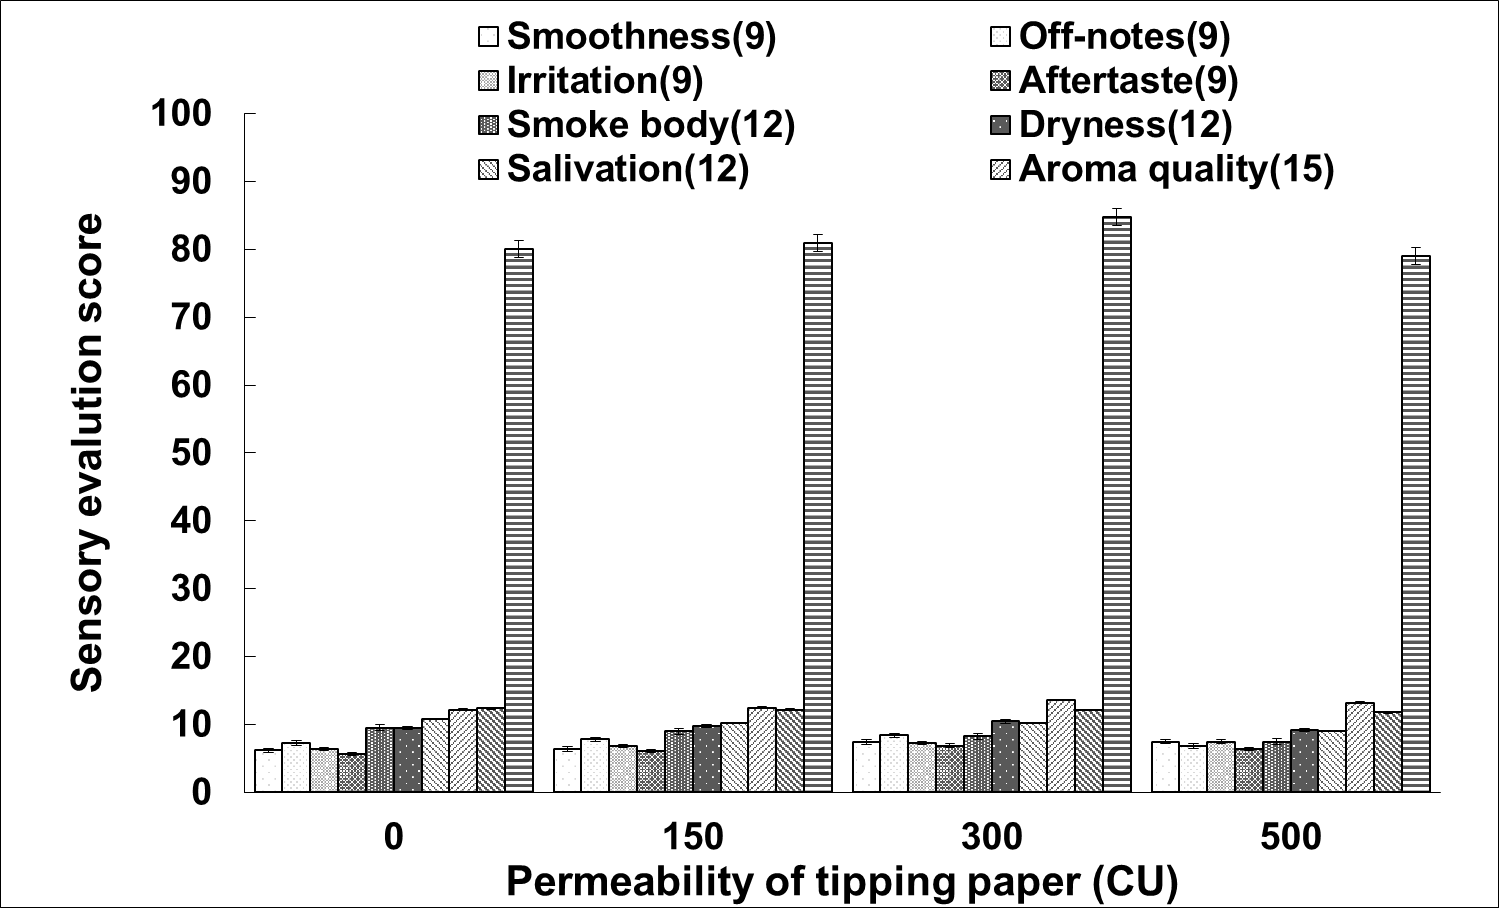 Smoothness(9) Off-notes(9)
Irritation(9) Aftertaste(9)
Smoke body(12) Dryness(12)
Salivation(12) Aroma quality(15)
100
90
80
70
60
50
40
30
20
10
0
Sensory evalution score
0 150 300 500
Permeability of tipping paper (CU)